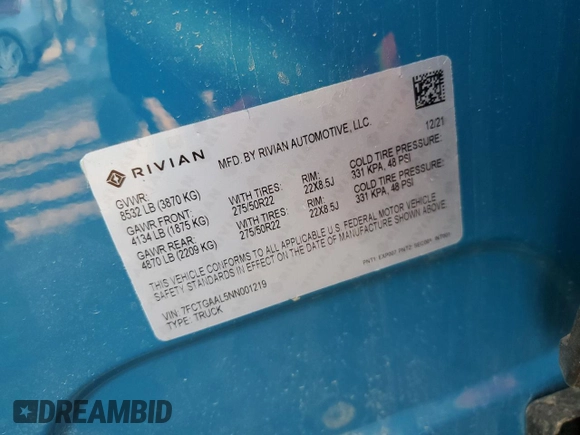 RIVIAN
MFD. BY RIVIAN AUTOMOTIVE, LLC.
12/21
GVWR:
8532 LB (3870 KG)
GAWR FRONT:
4134 LB (1875 KG)
WITH TIRES:
275/50R22
RIM:
22X8.5J
COLD TIRE PRESSURE:
331 KPA, 48 PSI
GAWR REAR:
4870 LB (2209 KG)
WITH TIRES:
275/50R22
RIM:
22X8.5J
COLD TIRE PRESSURE:
331 KPA, 48 PSI
THIS VEHICLE CONFORMS TO ALL APPLICABLE U.S. FEDERAL MOTOR VEHICLE
SAFETY STANDARDS IN EFFECT ON THE DATE OF MANUFACTURE SHOWN ABOVE.
VIN: 7FCTGAAL5NN001219
TYPE: TRUCK
DREAMBID